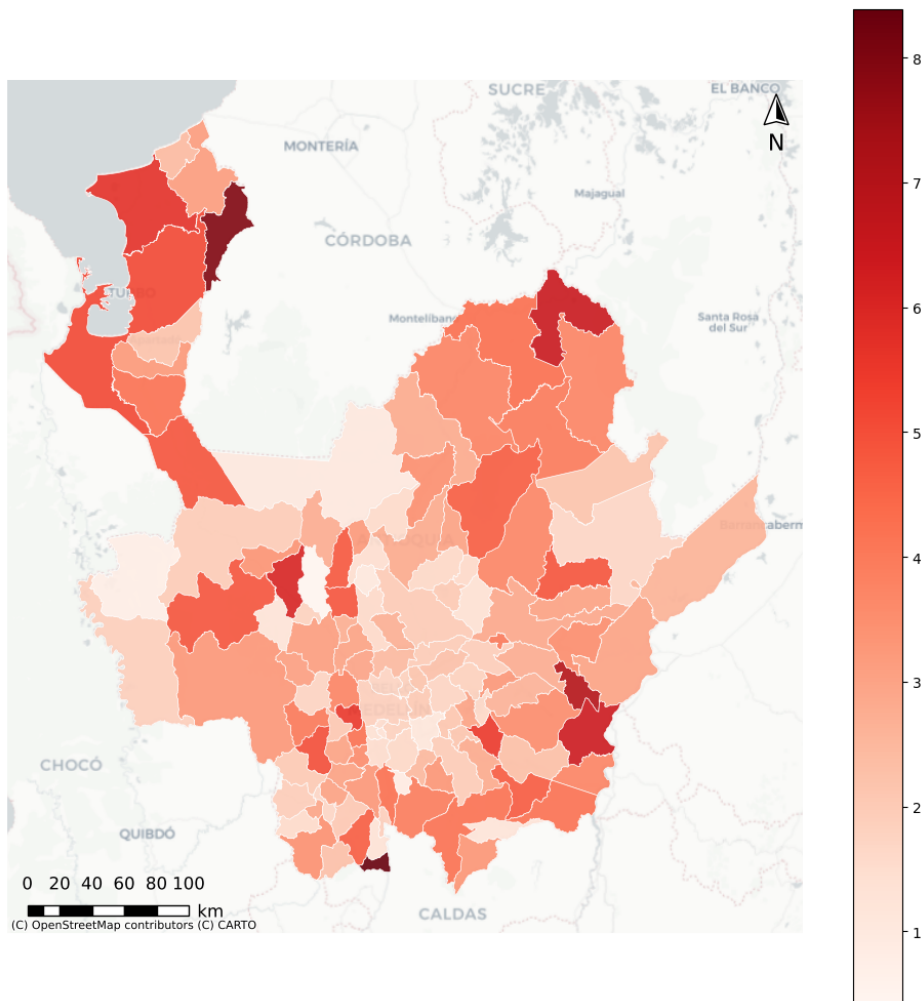 SUCRE
EL BANCO
MONTERÍA
N
Majagual
CÓRDOBA
Santa Rosa
del Sur
CHOCÓ
QUIBDÓ
CALDAS
0 20 40 60 80 100
km
(C) OpenStreetMap contributors (C) CARTO
8
7
6
5
4
3
2
1